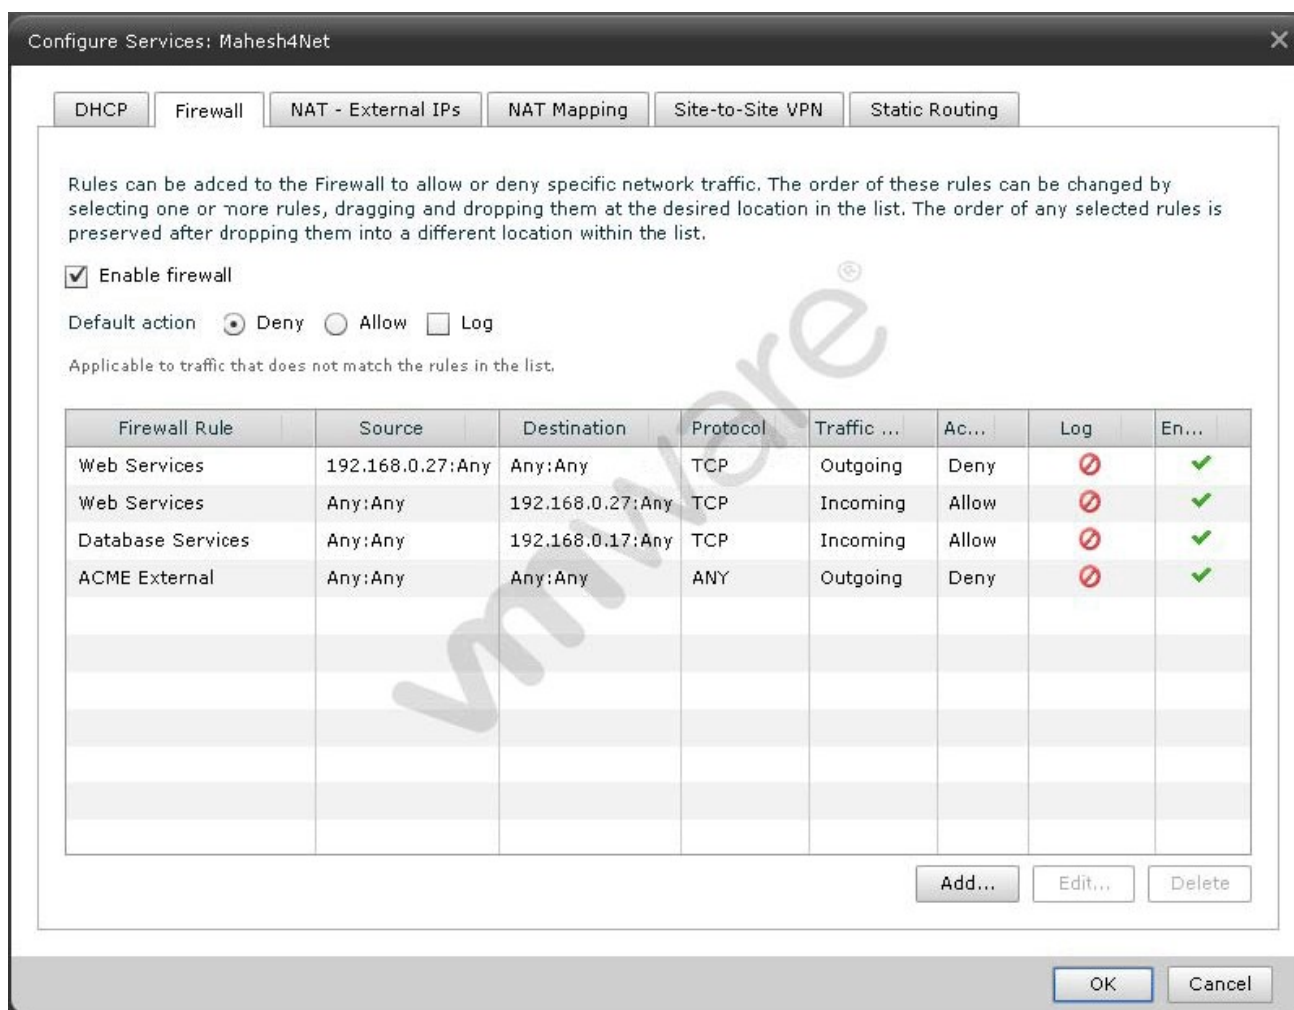 Configure Services: Mahesh4Net
DHCP Firewall NAT - External IPs NAT Mapping Site-to-Site VPN Static Routing
Rules can be adced to the Firewall to allow or deny specific network traffic. The order of these rules can be changed by
selecting one or more rules, dragging and dropping them at the desired location in the list. The order of any selected rules is
preserved after dropping them into a different location within the list.
Enable firewall
Default action Deny Allow Log
Applicable to traffic that does not match the rules in the list.
Firewall Rule Source Destination Protocol Traffic ... Ac... Log En...
Web Services 192.168.0.27:Any Any:Any TCP Outgoing Deny
Web Services Any:Any 192.168.0.27:Any TCP Incoming Allow
Database Services Any:Any 192.168.0.17:Any TCP Incoming Allow
ACME External Any:Any Any:Any ANY Outgoing Deny
vmware®
Add... Edit... Delete
OK Cancel